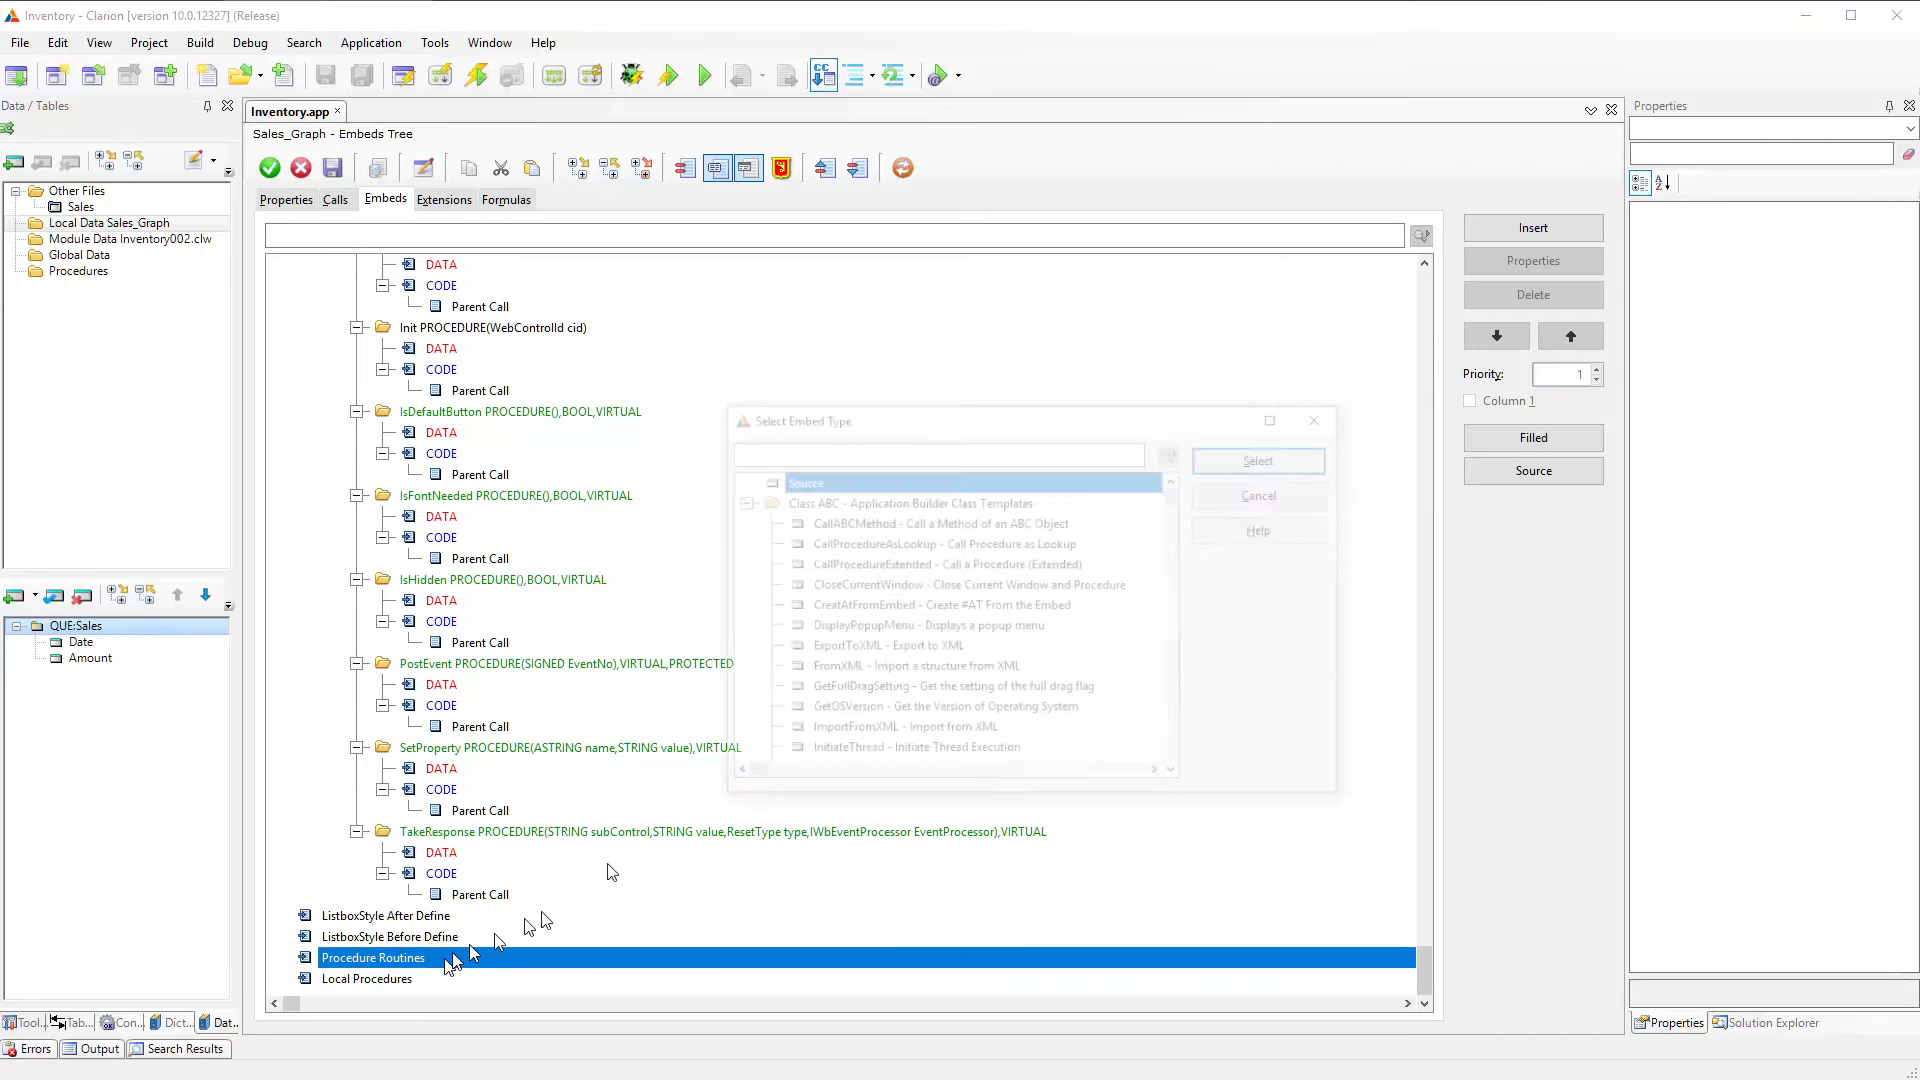 Inventory - Clarion [version 10.0.12327] (Release)
File Edit View Project Build Debug Search Application Tools Window Help
Data / Tables
Other Files
Sales
Local Data Sales_Graph
Module Data Inventory002.clw
Global Data
Procedures
QUE:Sales
Date
Amount
Tool... Tab... Con... Dict... Dat...
Errors Output Search Results
Inventory.app
Sales_Graph - Embeds Tree
Properties Calls Embeds Extensions Formulas
DATA
CODE
Parent Call
Init PROCEDURE(WebControlId cid)
DATA
CODE
Parent Call
IsDefaultButton PROCEDURE(),BOOL,VIRTUAL
DATA
CODE
Parent Call
IsFontNeeded PROCEDURE(),BOOL,VIRTUAL
DATA
CODE
Parent Call
IsHidden PROCEDURE(),BOOL,VIRTUAL
DATA
CODE
Parent Call
PostEvent PROCEDURE(SIGNED EventNo),VIRTUAL,PROTECTED
DATA
CODE
Parent Call
SetProperty PROCEDURE(ASTRING name,STRING value),VIRTUAL
DATA
CODE
Parent Call
TakeResponse PROCEDURE(STRING subControl,STRING value,ResetType type,IWbEventProcessor EventProcessor),VIRTUAL
DATA
CODE
Parent Call
ListboxStyle After Define
ListboxStyle Before Define
Procedure Routines
Local Procedures
Select Embed Type
Source
Class ABC - Application Builder Class Templates
CallABCMethod - Call a Method of an ABC Object
CallProcedureAsLookup - Call Procedure as Lookup
CallProcedureExtended - Call a Procedure (Extended)
CloseCurrentWindow - Close Current Window and Procedure
CreatAtFromEmbed - Create #AT From the Embed
DisplayPopupMenu - Displays a popup menu
ExportToXML - Export to XML
FromXML - Import a structure from XML
GetFullDragSetting - Get the setting of the full drag flag
GetOSVersion - Get the Version of Operating System
ImportFromXML - Import from XML
InitiateThread - Initiate Thread Execution
Select
Cancel
Help
Insert
Properties
Delete
Priority: 1
Column 1
Filled
Source
Properties
Properties Solution Explorer